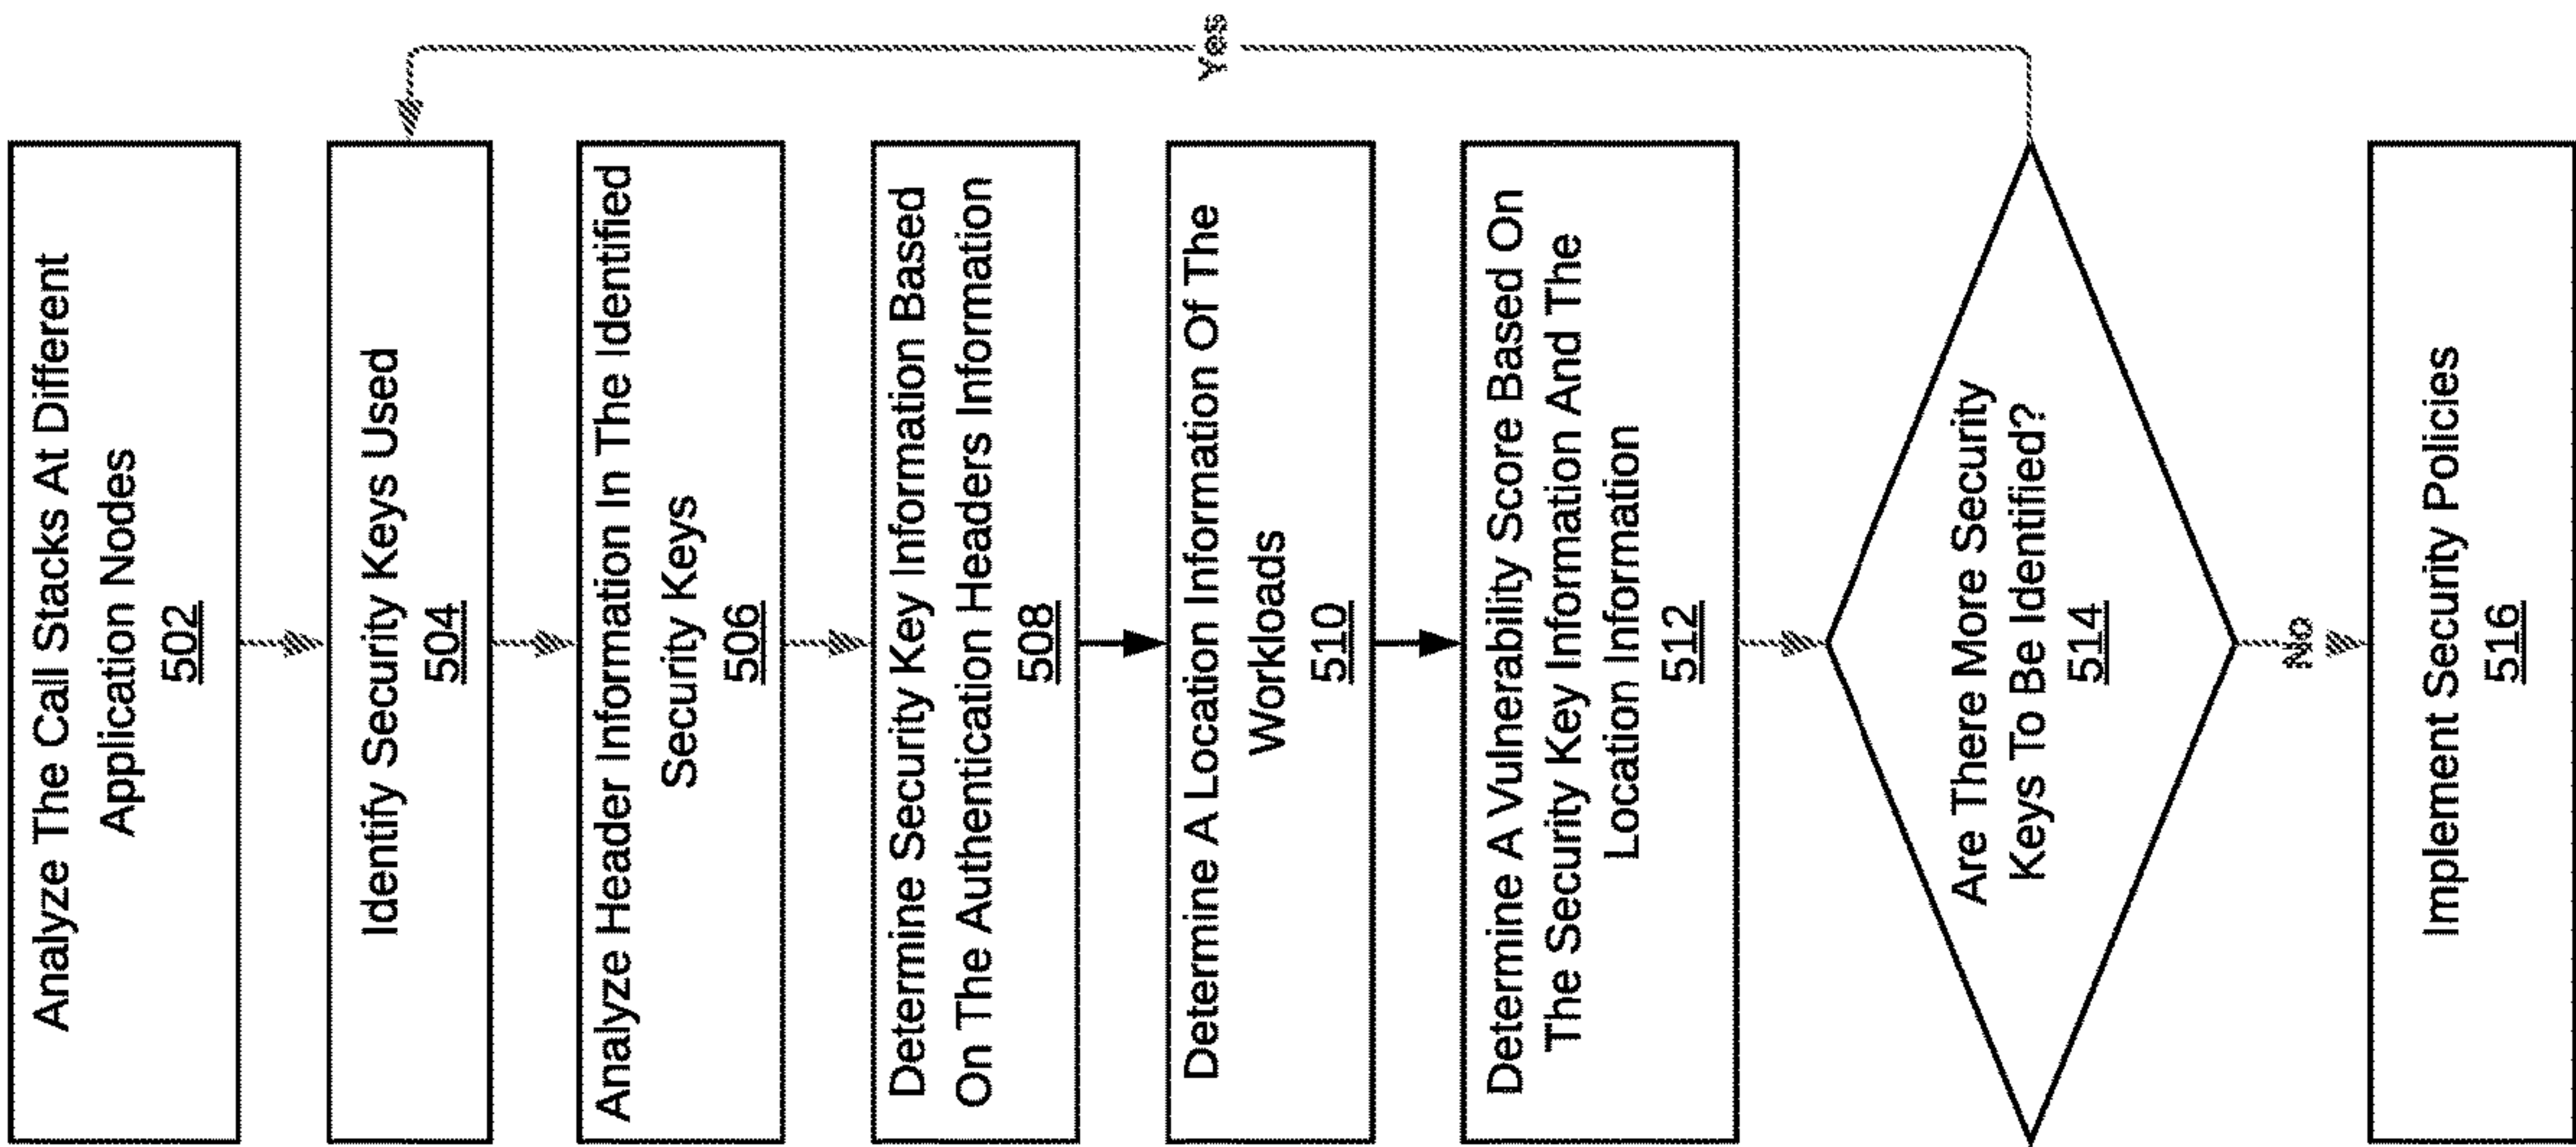 Analyze The Call Stacks At Different
Application Nodes
502
Identify Security Keys Used
504
Analyze Header Information In The Identified
Security Keys
506
Determine Security Key Information Based
On The Authentication Headers Information
508
Determine A Location Information Of The
Workloads
510
Determine A Vulnerability Score Based On
The Security Key Information And The
Location Information
512
Are There More Security
Keys To Be Identified?
514
Yes
No
Implement Security Policies
516